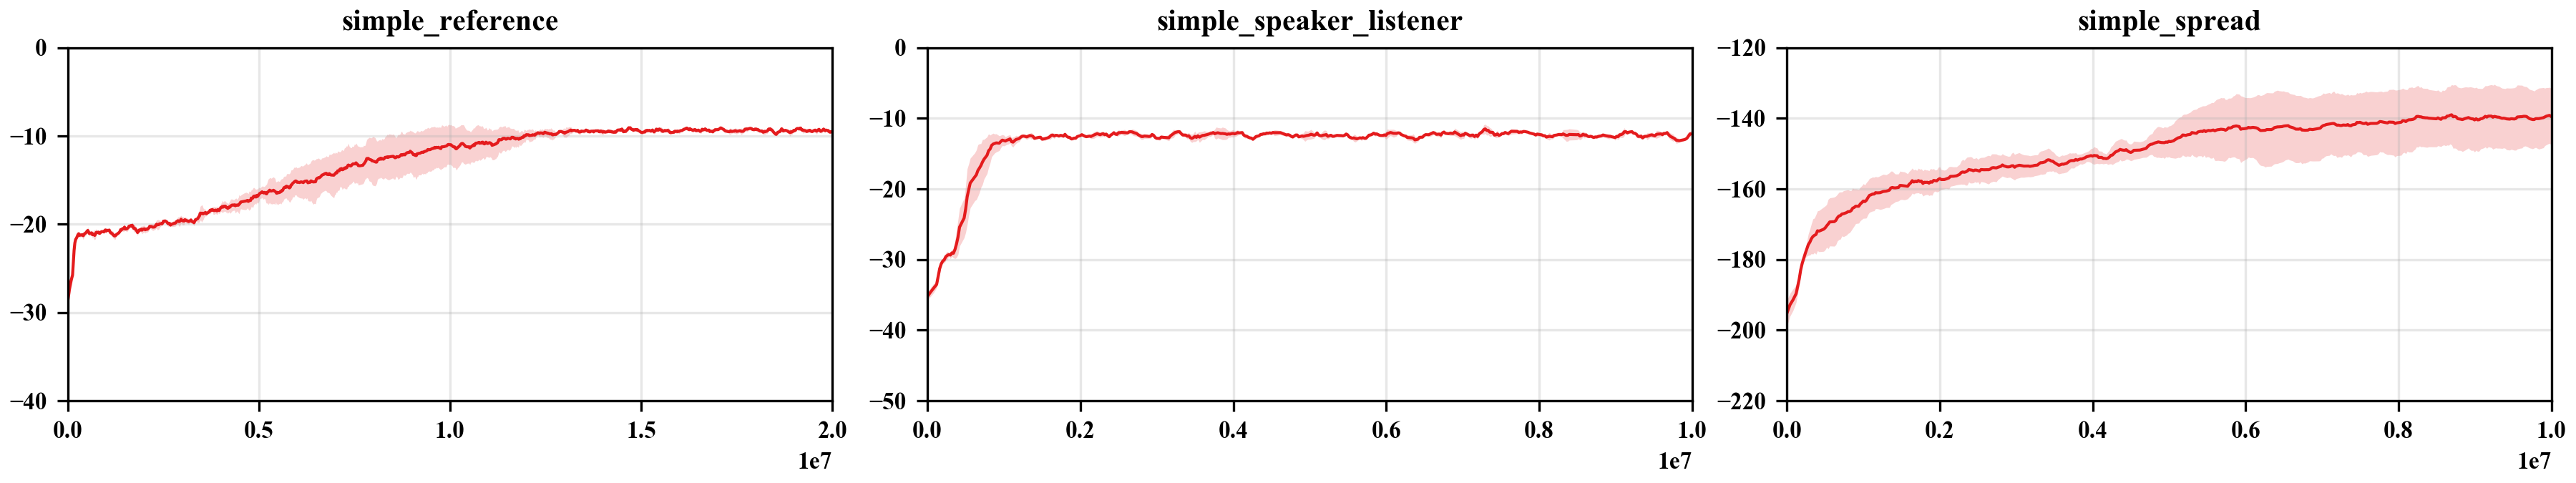 simple_reference
0
−10
−20
−30
−40
0.0 0.5 1.0 1.5 2.0
1e7
simple_speaker_listener
0
−10
−20
−30
−40
−50
0.0 0.2 0.4 0.6 0.8 1.0
1e7
simple_spread
−120
−140
−160
−180
−200
−220
0.0 0.2 0.4 0.6 0.8 1.0
1e7